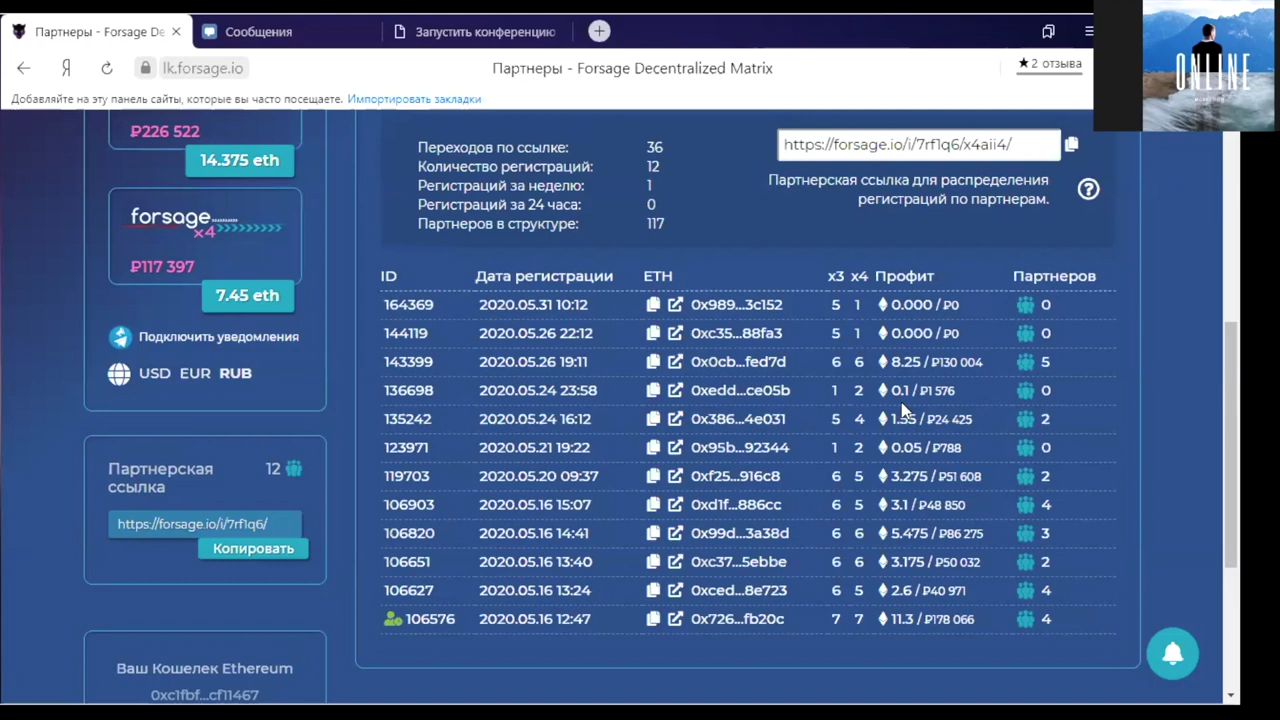 Партнеры - Forsage De
Сообщения
Запустить конференцию
lk.forsage.io
Партнеры - Forsage Decentralized Matrix
★2 отзыва
Добавляйте на эту панель сайты, которые вы часто посещаете. Импортировать закладки
ONLINE
₽226 522
14.375 eth
forsage
x4
₽117 397
7.45 eth
Подключить уведомления
USD EUR RUB
Партнерская ссылка 12
https://forsage.io/i/7rf1q6/
Копировать
Ваш Кошелек Ethereum
0xc1fbf...cf11467
Переходов по ссылке: 36
Количество регистраций: 12
Регистраций за неделю: 1
Регистраций за 24 часа: 0
Партнеров в структуре: 117
https://forsage.io/i/7rf1q6/x4aii4/
Партнерская ссылка для распределения
регистраций по партнерам.
ID Дата регистрации ETH x3 x4 Профит Партнеров
164369 2020.05.31 10:12 0x989...3c152 5 1 0.000 / ₽0 0
144119 2020.05.26 22:12 0xc35...88fa3 5 1 0.000 / ₽0 0
143399 2020.05.26 19:11 0x0cb...fed7d 6 6 8.25 / ₽130 004 5
136698 2020.05.24 23:58 0xedd...ce05b 1 2 0.1 / ₽1 576 0
135242 2020.05.24 16:12 0x386...4e031 5 4 1.55 / ₽24 425 2
123971 2020.05.21 19:22 0x95b...92344 1 2 0.05 / ₽788 0
119703 2020.05.20 09:37 0xf25...916c8 6 5 3.275 / ₽51 608 2
106903 2020.05.16 15:07 0xd1f...886cc 6 5 3.1 / ₽48 850 4
106820 2020.05.16 14:41 0x99d...3a38d 6 6 5.475 / ₽86 275 3
106651 2020.05.16 13:40 0xc37...5ebbe 6 6 3.175 / ₽50 032 2
106627 2020.05.16 13:24 0xced...8e723 6 5 2.6 / ₽40 971 4
106576 2020.05.16 12:47 0x726...fb20c 7 7 11.3 / ₽178 066 4